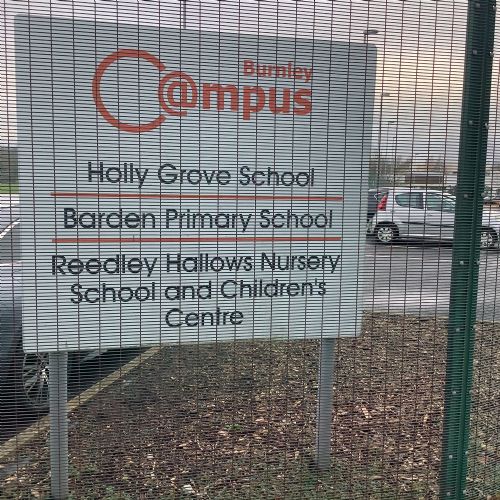 Burnley
C@mpus
Holly Grove School
Barden Primary School
Reedley Hallows Nursery
School and Children's
Centre